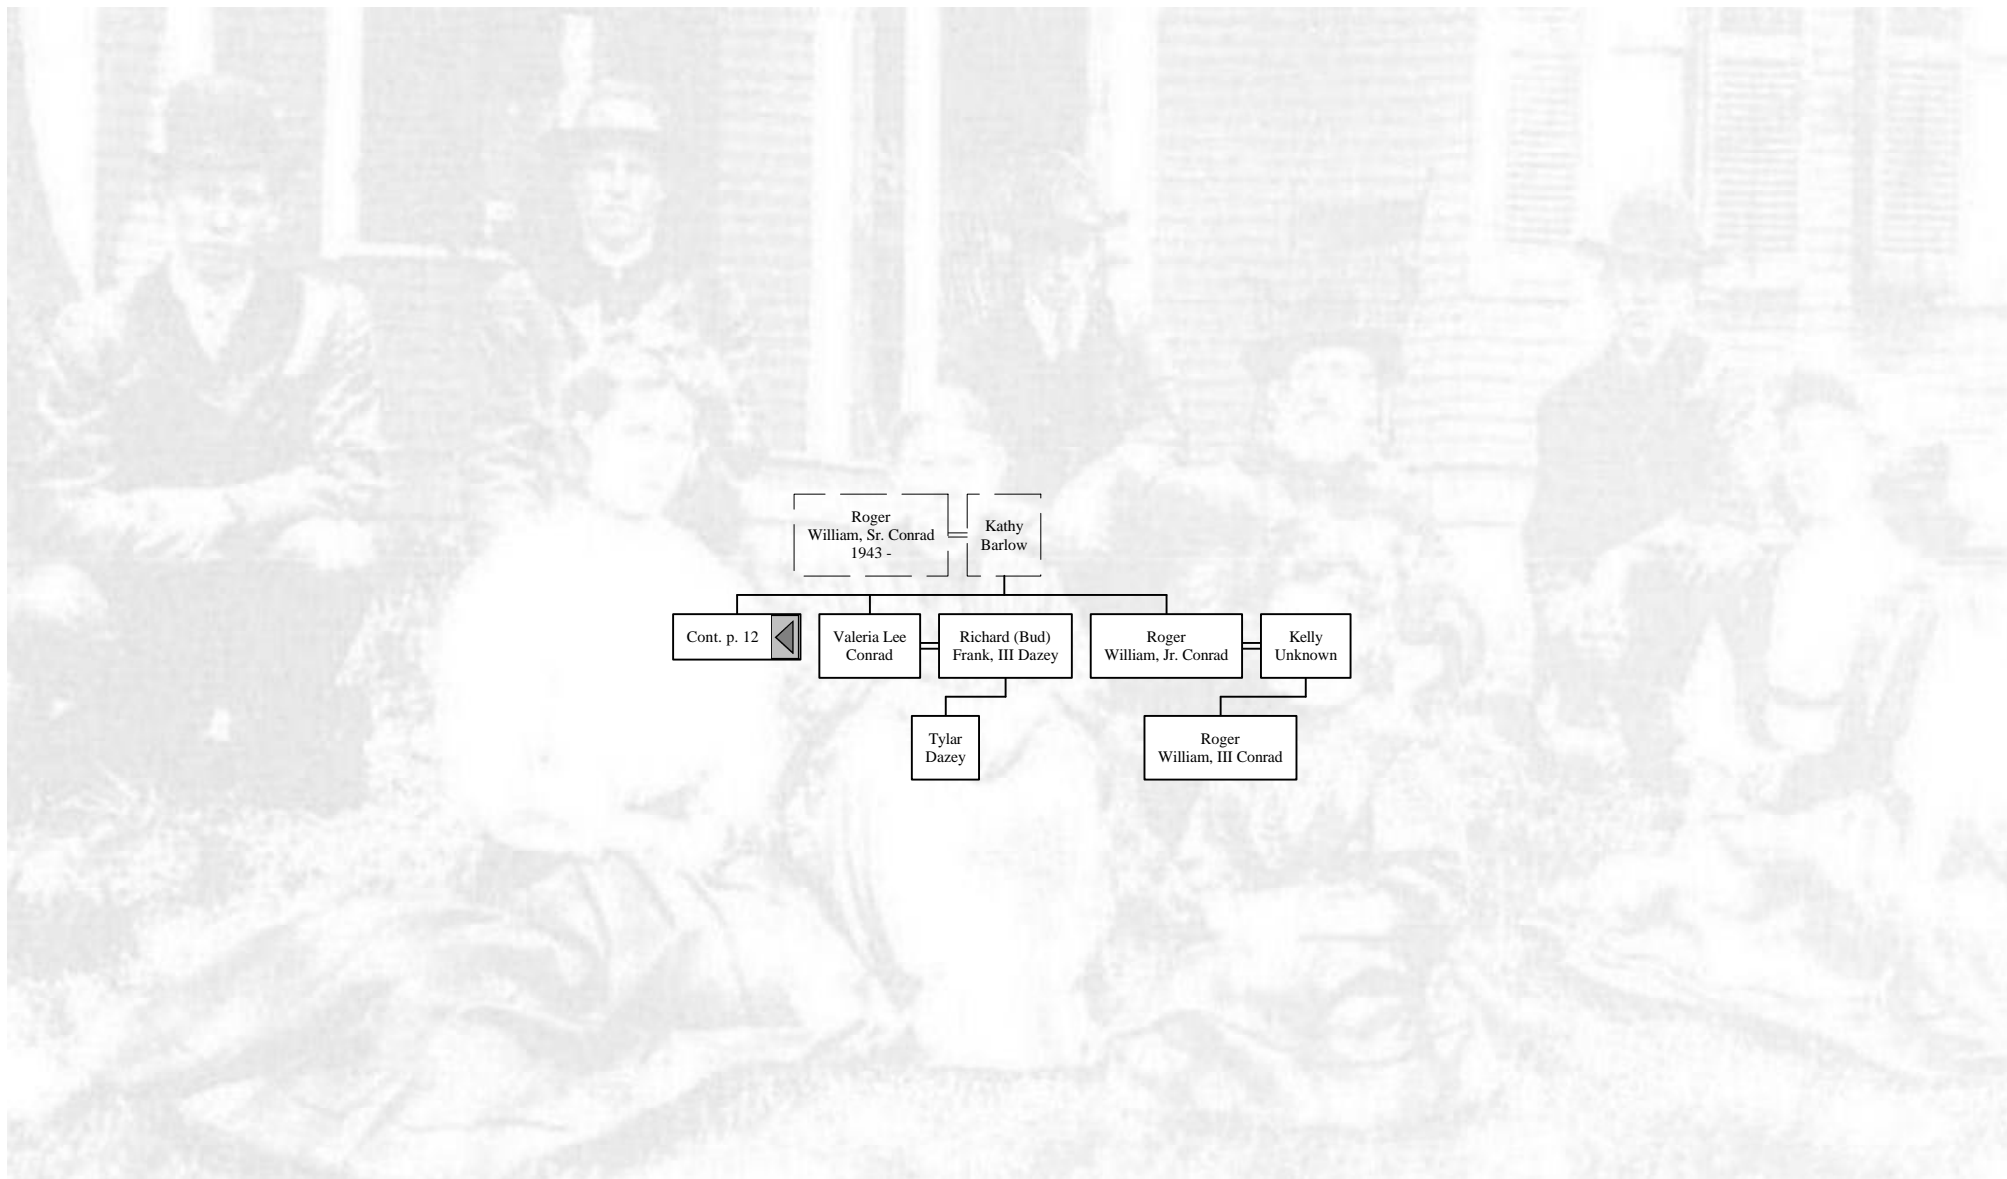 Roger
William, Sr. Conrad
1943 -
Kathy
Barlow
Cont. p. 12
Valeria Lee
Conrad
Richard (Bud)
Frank, III Dazey
Roger
William, Jr. Conrad
Kelly
Unknown
Tylar
Dazey
Roger
William, III Conrad